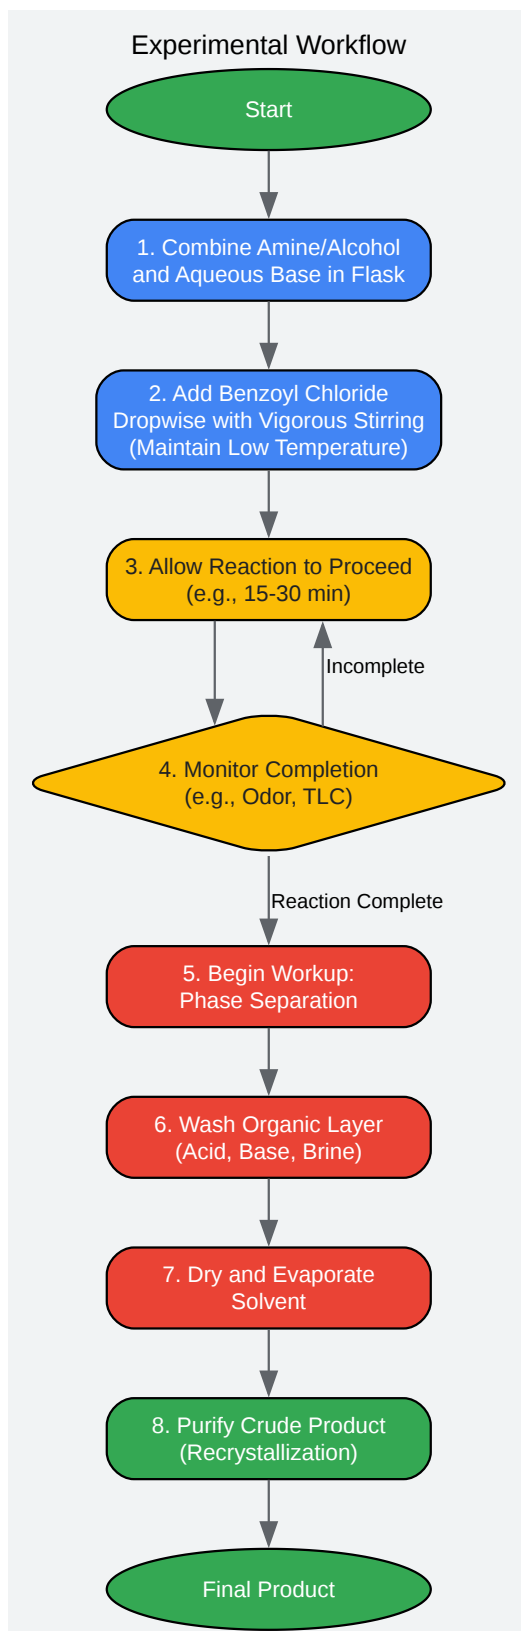 Experimental Workflow
Start
1. Combine Amine/Alcohol
and Aqueous Base in Flask
2. Add Benzoyl Chloride
Dropwise with Vigorous Stirring
(Maintain Low Temperature)
3. Allow Reaction to Proceed
(e.g., 15-30 min)
Incomplete
4. Monitor Completion
(e.g., Odor, TLC)
Reaction Complete
5. Begin Workup:
Phase Separation
6. Wash Organic Layer
(Acid, Base, Brine)
7. Dry and Evaporate
Solvent
8. Purify Crude Product
(Recrystallization)
Final Product